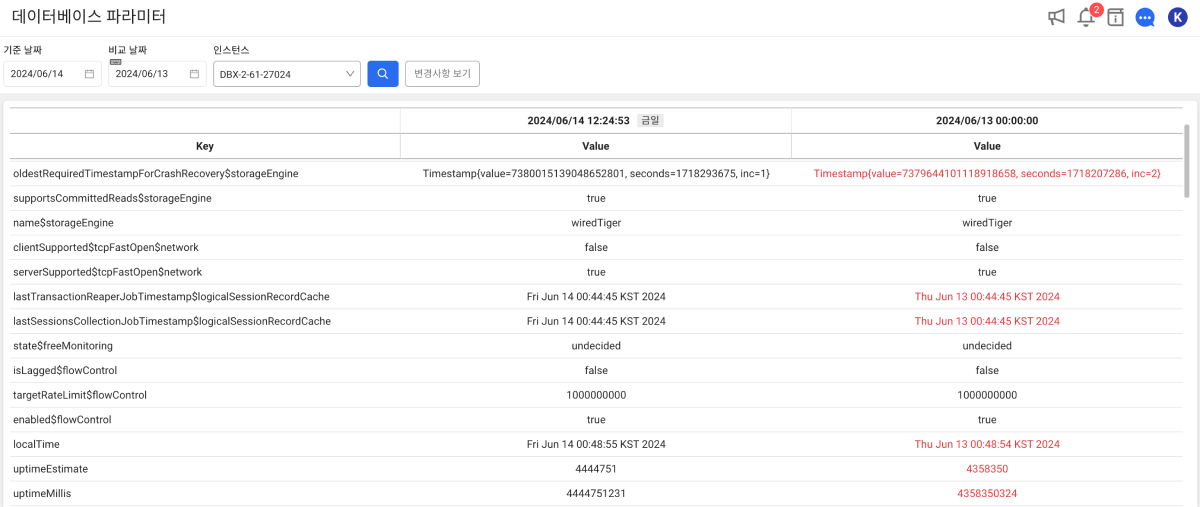 데이터베이스 파라미터
2
K
기준 날짜
비교 날짜
인스턴스
2024/06/14
2024/06/13
DBX-2-61-27024
변경사항 보기
2024/06/14 12:24:53 금일
2024/06/13 00:00:00
Key Value Value
oldestRequiredTimestampForCrashRecovery$storageEngine Timestamp{value=7380015139048652801, seconds=1718293675, inc=1} Timestamp{value=7379644101118918658, seconds=1718207286, inc=2}
supportsCommittedReads$storageEngine true true
name$storageEngine wiredTiger wiredTiger
clientSupported$tcpFastOpen$network false false
serverSupported$tcpFastOpen$network true true
lastTransactionReaperJobTimestamp$logicalSessionRecordCache Fri Jun 14 00:44:45 KST 2024 Thu Jun 13 00:44:45 KST 2024
lastSessionsCollectionJobTimestamp$logicalSessionRecordCache Fri Jun 14 00:44:45 KST 2024 Thu Jun 13 00:44:45 KST 2024
state$freeMonitoring undecided undecided
isLagged$flowControl false false
targetRateLimit$flowControl 1000000000 1000000000
enabled$flowControl true true
localTime Fri Jun 14 00:48:55 KST 2024 Thu Jun 13 00:48:54 KST 2024
uptimeEstimate 4444751 4358350
uptimeMillis 4444751231 4358350324